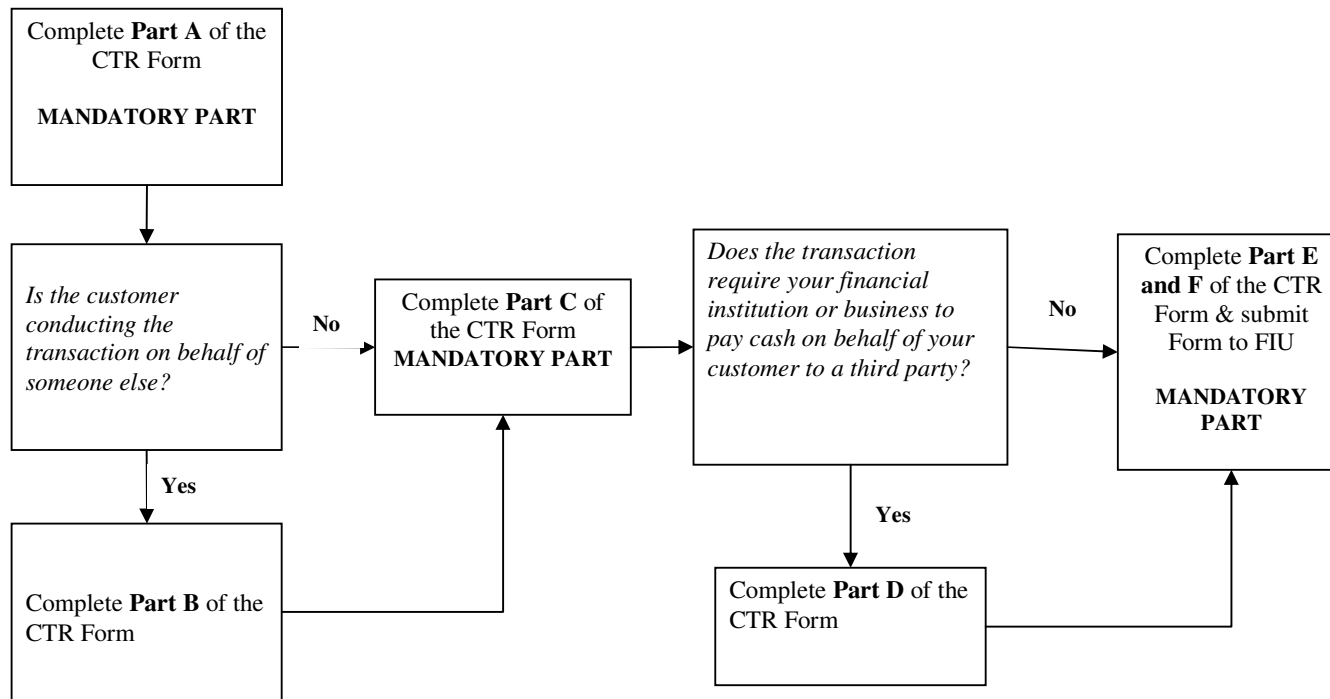 Complete Part A of the
CTR Form
MANDATORY PART
Is the customer
conducting the
transaction on behalf of
someone else?
No
Yes
Complete Part B of the
CTR Form
Complete Part C of
the CTR Form
MANDATORY PART
Does the transaction
require your financial
institution or business to
pay cash on behalf of your
customer to a third party?
No
Yes
Complete Part D of the
CTR Form
Complete Part E
and F of the CTR
Form & submit
Form to FIU
MANDATORY
PART